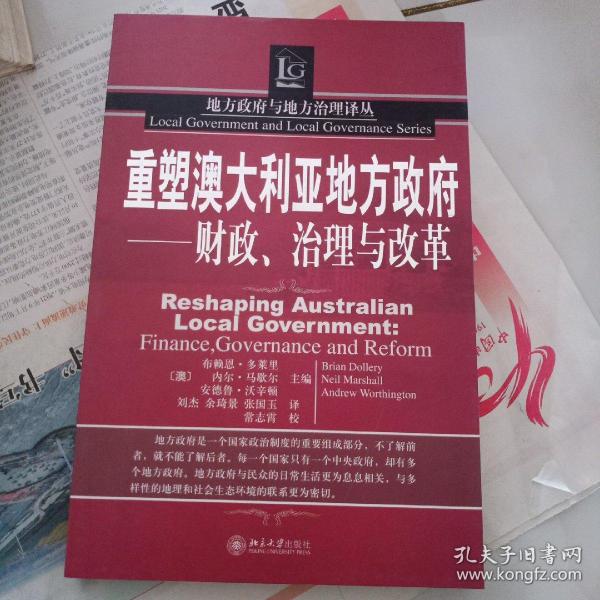 LG
地方政府与地方治理译丛
Local Government and Local Governance Series
重塑澳大利亚地方政府
——财政、治理与改革
Reshaping Australian
Local Government:
Finance,Governance and Reform
布赖恩·多莱里 Brian Dollery
〔澳〕 内尔·马歇尔 主编 Neil Marshall
安德鲁·沃辛顿 Andrew Worthington
刘杰 余琦景 张国玉 译
常志霄 校
地方政府是一个国家政治制度的重要组成部分，不了解前
者，就不能了解后者。每一个国家只有一个中央政府，却有多
个地方政府。地方政府与民众的日常生活更为息息相关，与多
样性的地理和社会生态环境的联系更为密切。
北京大学出版社
PEKING UNIVERSITY PRESS
孔夫子旧书网
www.kongfz.com